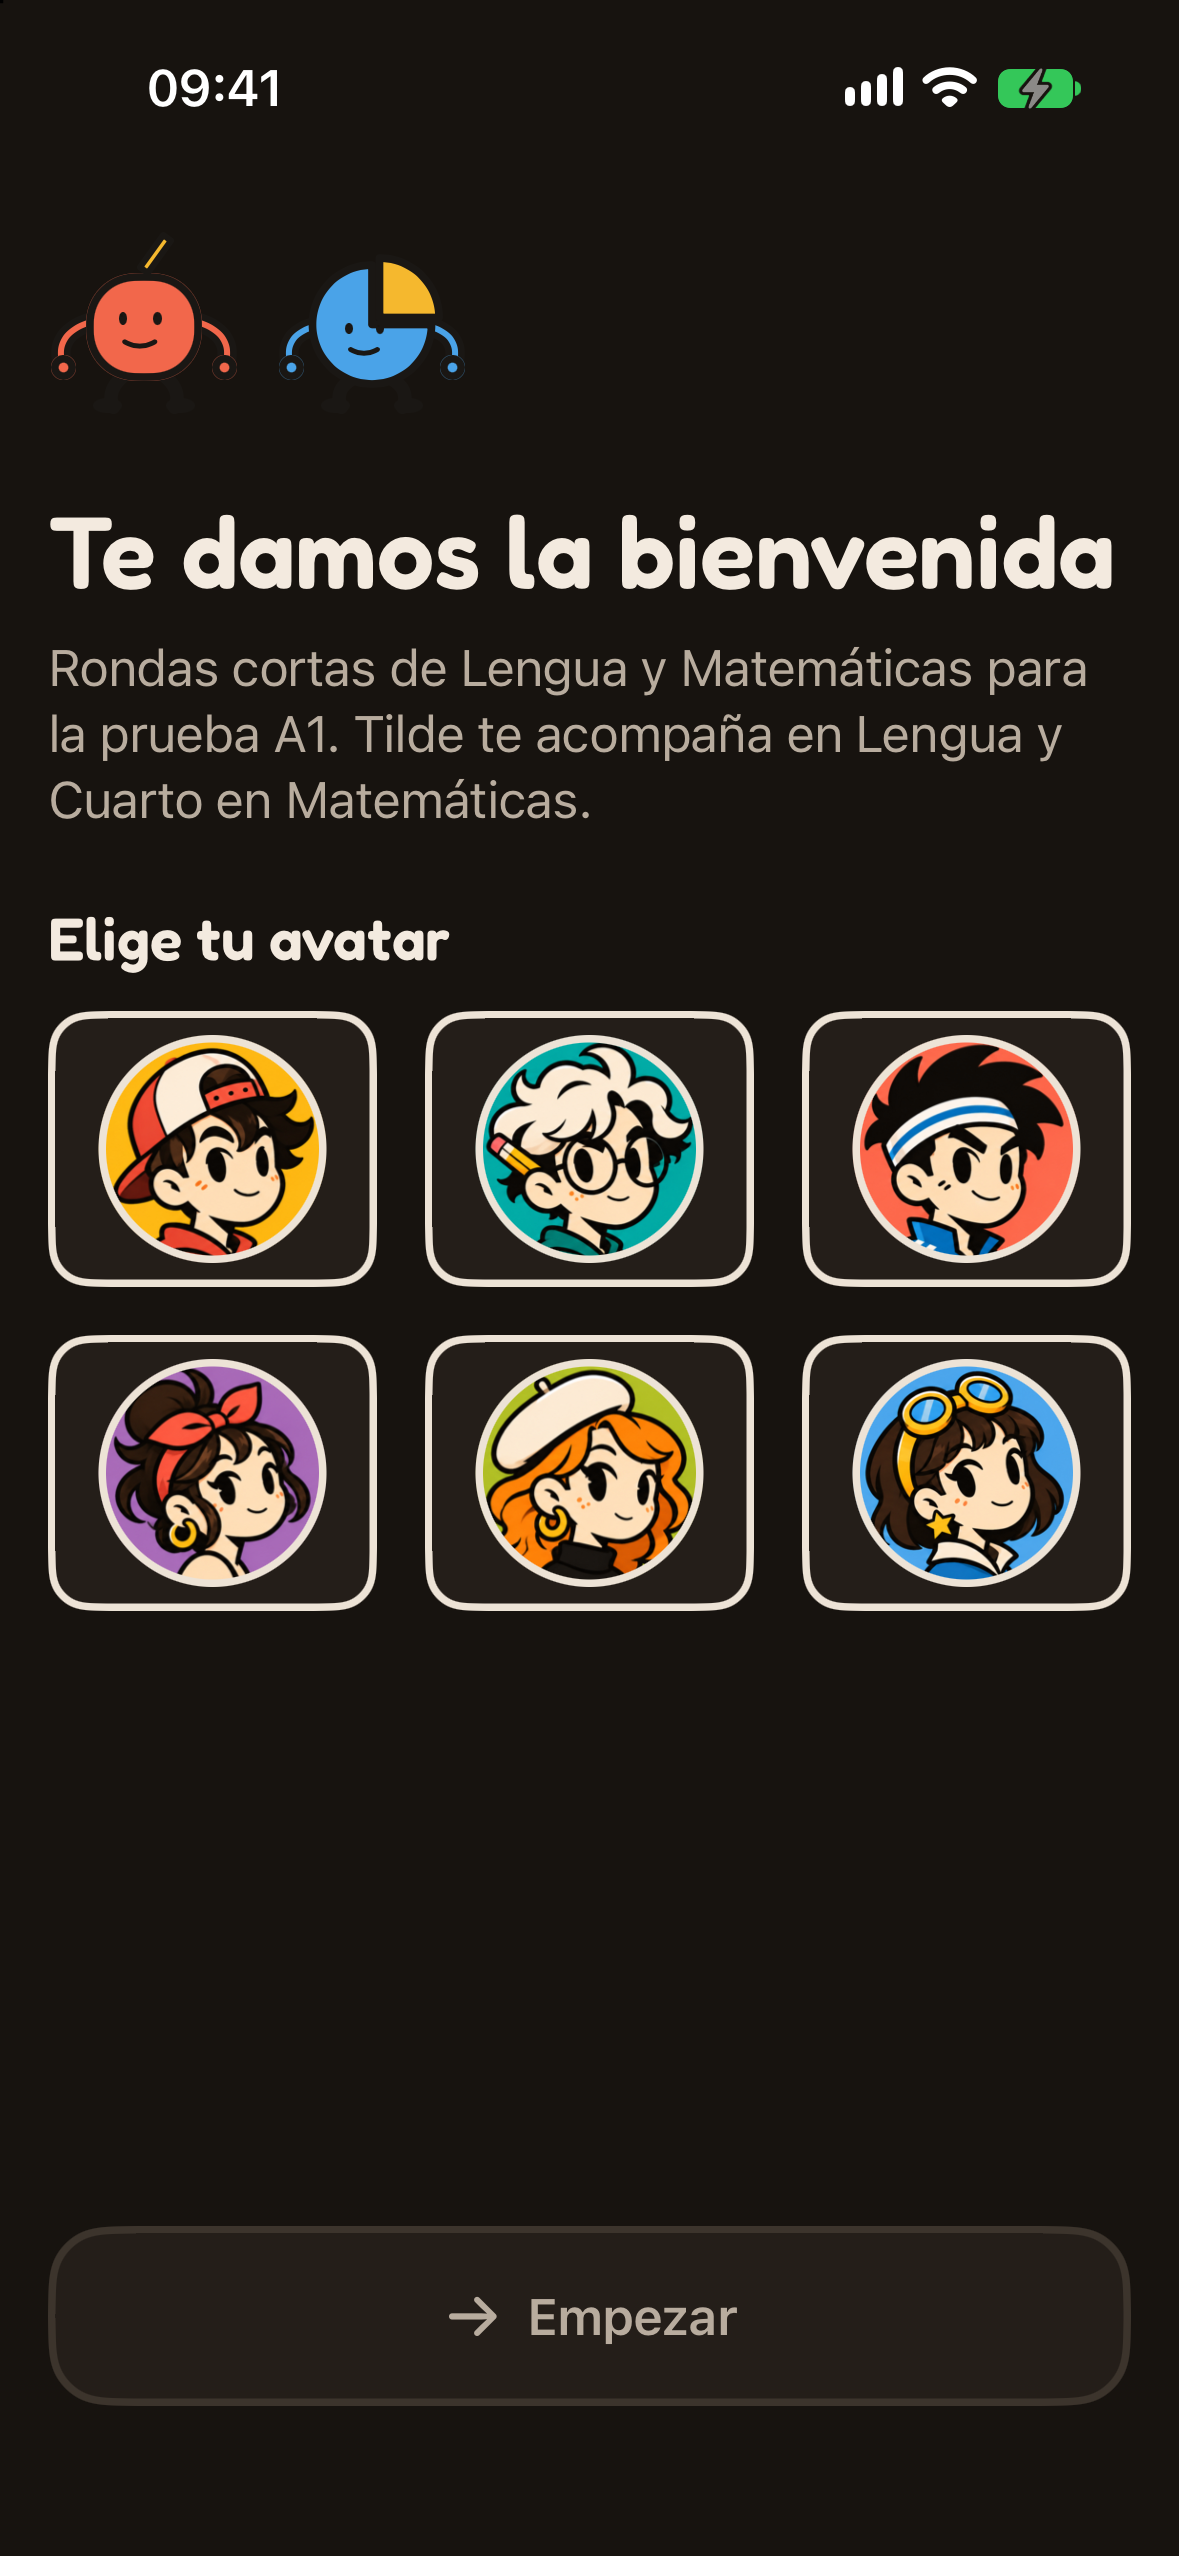 09:41
Te damos la bienvenida
Rondas cortas de Lengua y Matemáticas para
la prueba A1. Tilde te acompaña en Lengua y
Cuarto en Matemáticas.
Elige tu avatar
Empezar